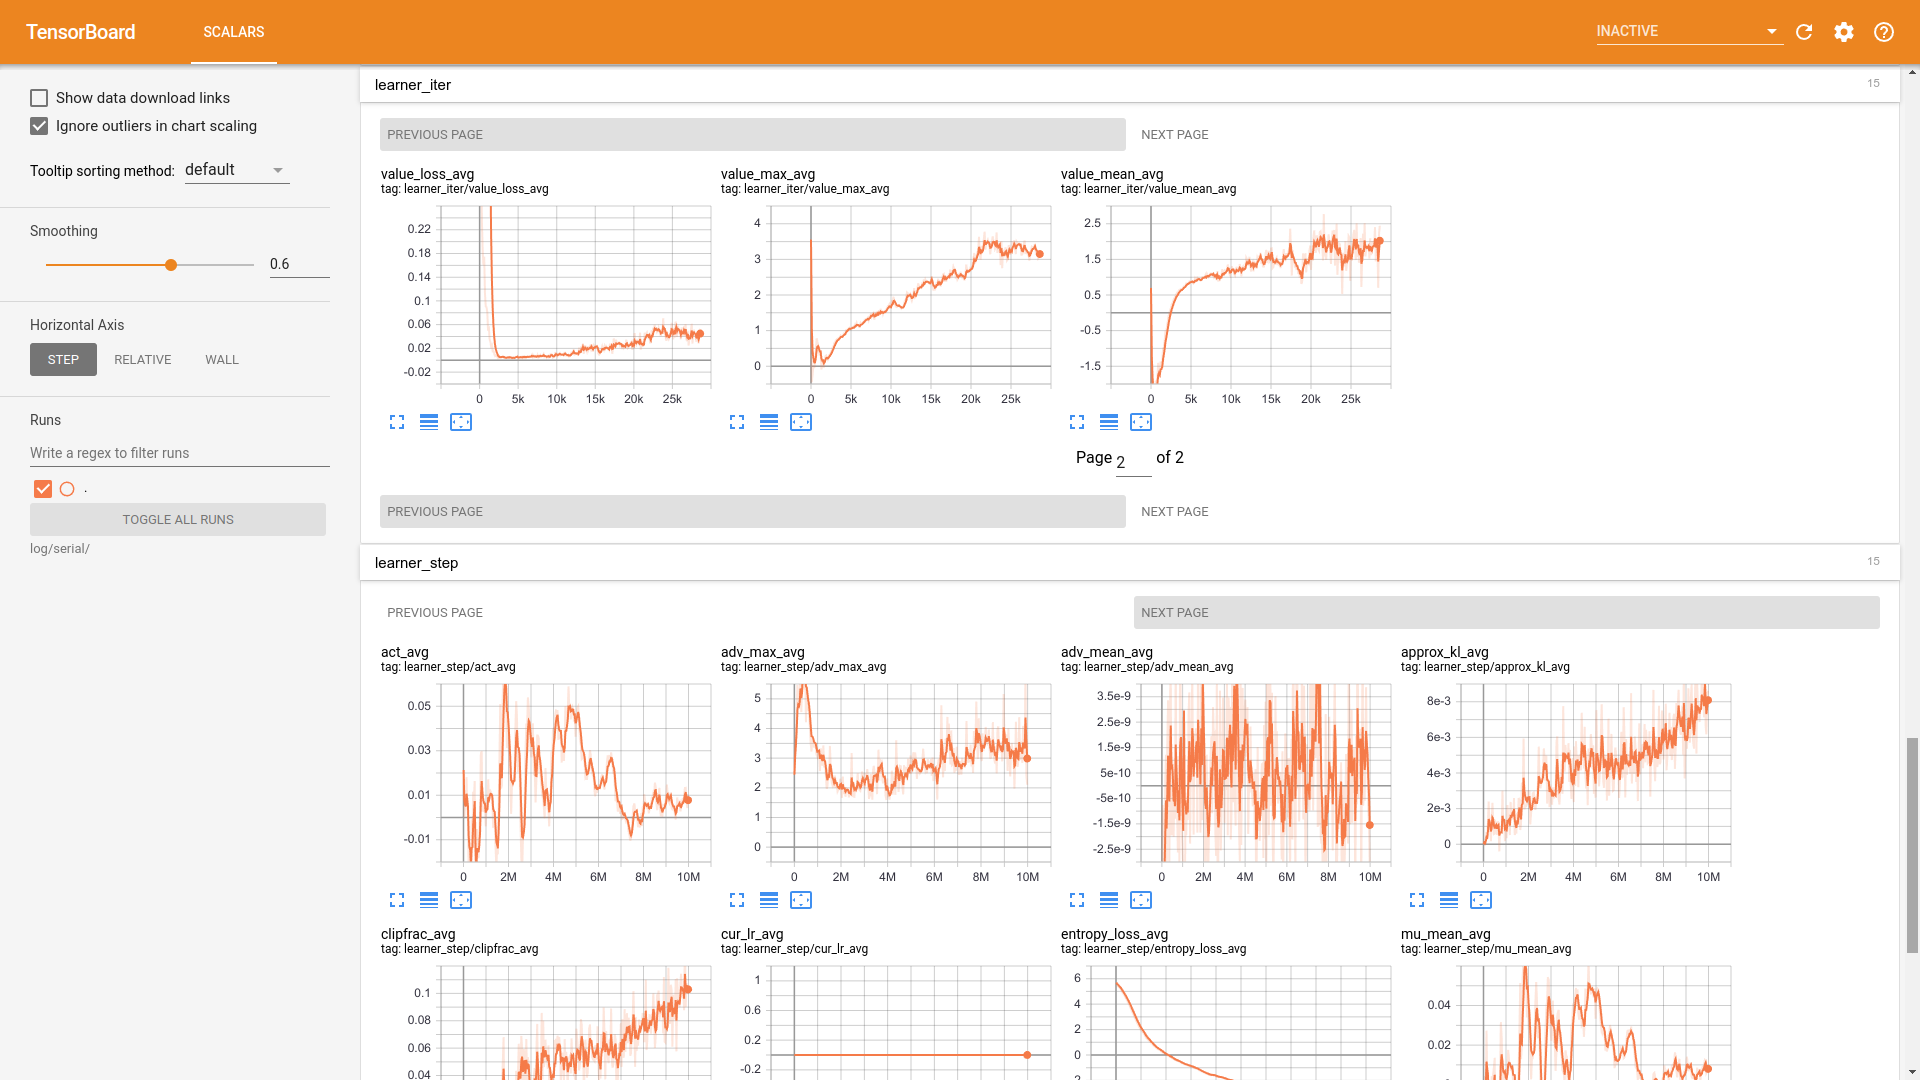 TensorBoard
SCALARS
INACTIVE
Show data download links
Ignore outliers in chart scaling
Tooltip sorting method: default
Smoothing
0.6
Horizontal Axis
STEP RELATIVE WALL
Runs
Write a regex to filter runs
.
TOGGLE ALL RUNS
log/serial/
learner_iter 15
PREVIOUS PAGE NEXT PAGE
value_loss_avg
tag: learner_iter/value_loss_avg
0.22
0.18
0.14
0.1
0.06
0.02
-0.02
0 5k 10k 15k 20k 25k
value_max_avg
tag: learner_iter/value_max_avg
4
3
2
1
0
0 5k 10k 15k 20k 25k
value_mean_avg
tag: learner_iter/value_mean_avg
2.5
1.5
0.5
-0.5
-1.5
0 5k 10k 15k 20k 25k
Page 2 of 2
PREVIOUS PAGE NEXT PAGE
learner_step 15
PREVIOUS PAGE NEXT PAGE
act_avg
tag: learner_step/act_avg
0.05
0.03
0.01
-0.01
0 2M 4M 6M 8M 10M
adv_max_avg
tag: learner_step/adv_max_avg
5
4
3
2
1
0
0 2M 4M 6M 8M 10M
adv_mean_avg
tag: learner_step/adv_mean_avg
3.5e-9
2.5e-9
1.5e-9
5e-10
-5e-10
-1.5e-9
-2.5e-9
0 2M 4M 6M 8M 10M
approx_kl_avg
tag: learner_step/approx_kl_avg
8e-3
6e-3
4e-3
2e-3
0
0 2M 4M 6M 8M 10M
clipfrac_avg
tag: learner_step/clipfrac_avg
0.1
0.08
0.06
0.04
cur_lr_avg
tag: learner_step/cur_lr_avg
1
0.6
0.2
-0.2
entropy_loss_avg
tag: learner_step/entropy_loss_avg
6
4
2
0
mu_mean_avg
tag: learner_step/mu_mean_avg
0.04
0.02